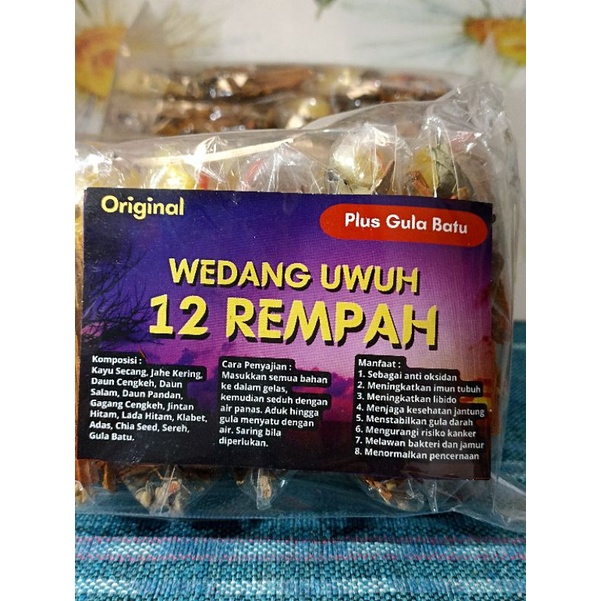 Original
Plus Gula Batu
WEDANG UWUH
12 REMPAH
Komposisi :
Kayu Secang, Jahe Kering,
Daun Cengkeh, Daun
Salam, Daun Pandan,
Gagang Cengkeh, Jintan
Hitam, Lada Hitam, Klabet,
Adas, Chia Seed, Sereh,
Gula Batu.
Cara Penyajian :
Masukkan semua bahan
ke dalam gelas,
kemudian seduh dengan
air panas. Aduk hingga
gula menyatu dengan
air. Saring bila
diperlukan.
Manfaat :
1. Sebagai anti oksidan
2. Meningkatkan imun tubuh
3. Meningkatkan libido
4. Menjaga kesehatan jantung
5. Menstabilkan gula darah
6. Mengurangi risiko kanker
7. Melawan bakteri dan jamur
8. Menormalkan pencernaan